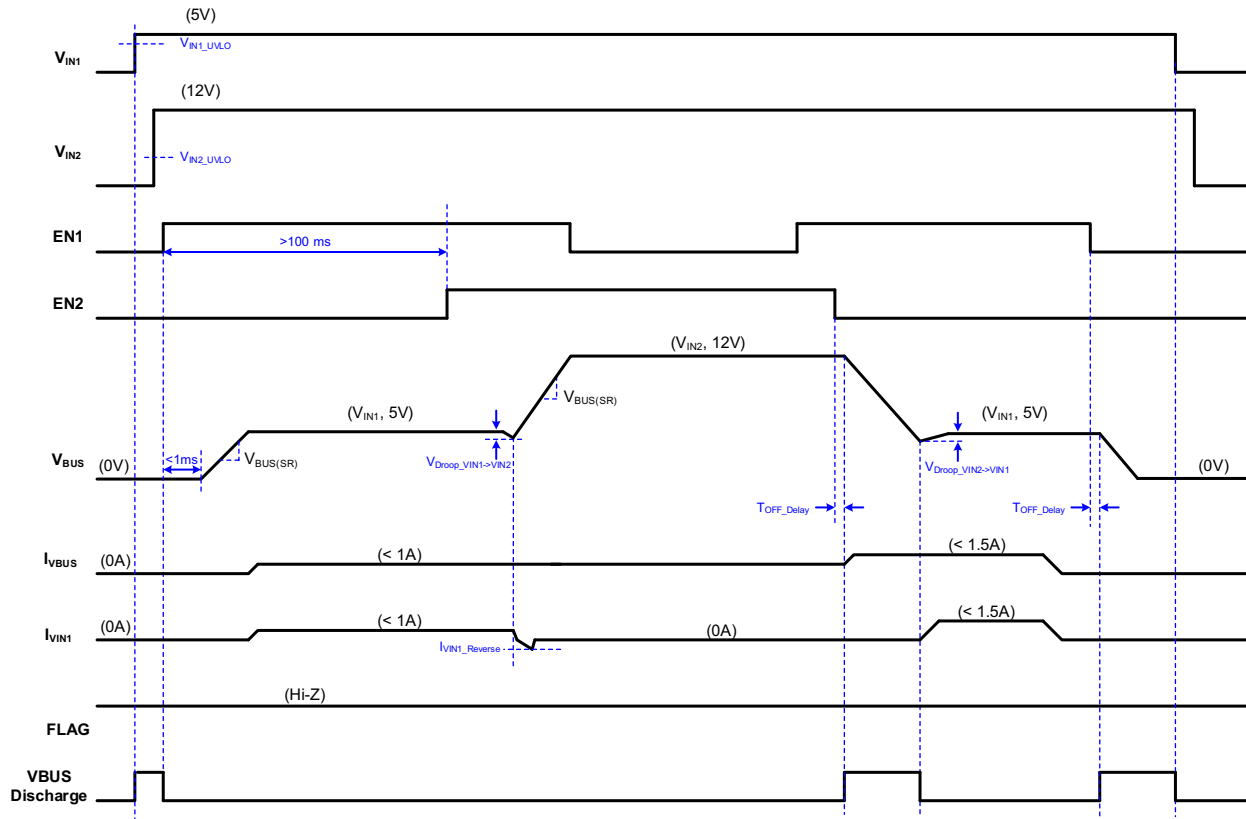 (5V)
VIN1_UVLO
VIN1
(12V)
VIN2_UVLO
VIN2
EN1
>100 ms
EN2
(VIN2, 12V)
VBUS(SR)
(VIN1, 5V)
(VIN1, 5V)
<1ms
VBUS(SR)
VDroop_VIN1->VIN2
VDroop_VIN2->VIN1
VBUS
(0V)
(0V)
TOFF_Delay
TOFF_Delay
IVBUS
(0A)
(< 1A)
(< 1.5A)
IVIN1
(0A)
(< 1A)
(0A)
(< 1.5A)
IVIN1_Reverse
(Hi-Z)
FLAG
VBUS
Discharge